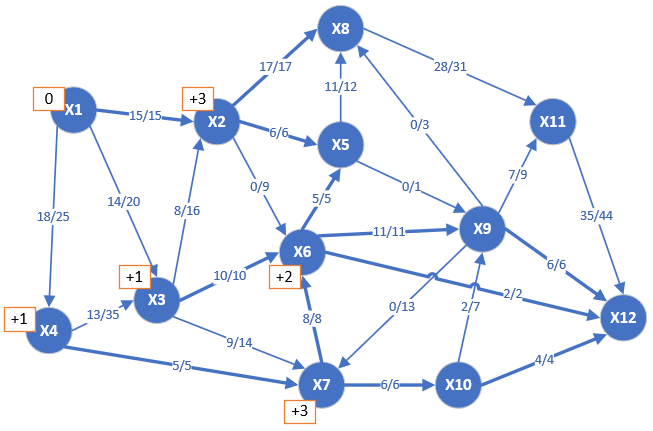 X8
17/17
28/31
0
X1
+3
11/12
15/15
X2
X11
6/6
0/3
X5
7/9
0/9
0/1
14/20
5/5
8/16
18/25
X9
35/44
11/11
X6
6/6
+1
10/10
+2
X3
2/2
0/13
2/7
+1
X4
13/35
8/8
X12
9/14
5/5
4/4
X7
6/6
X10
+3